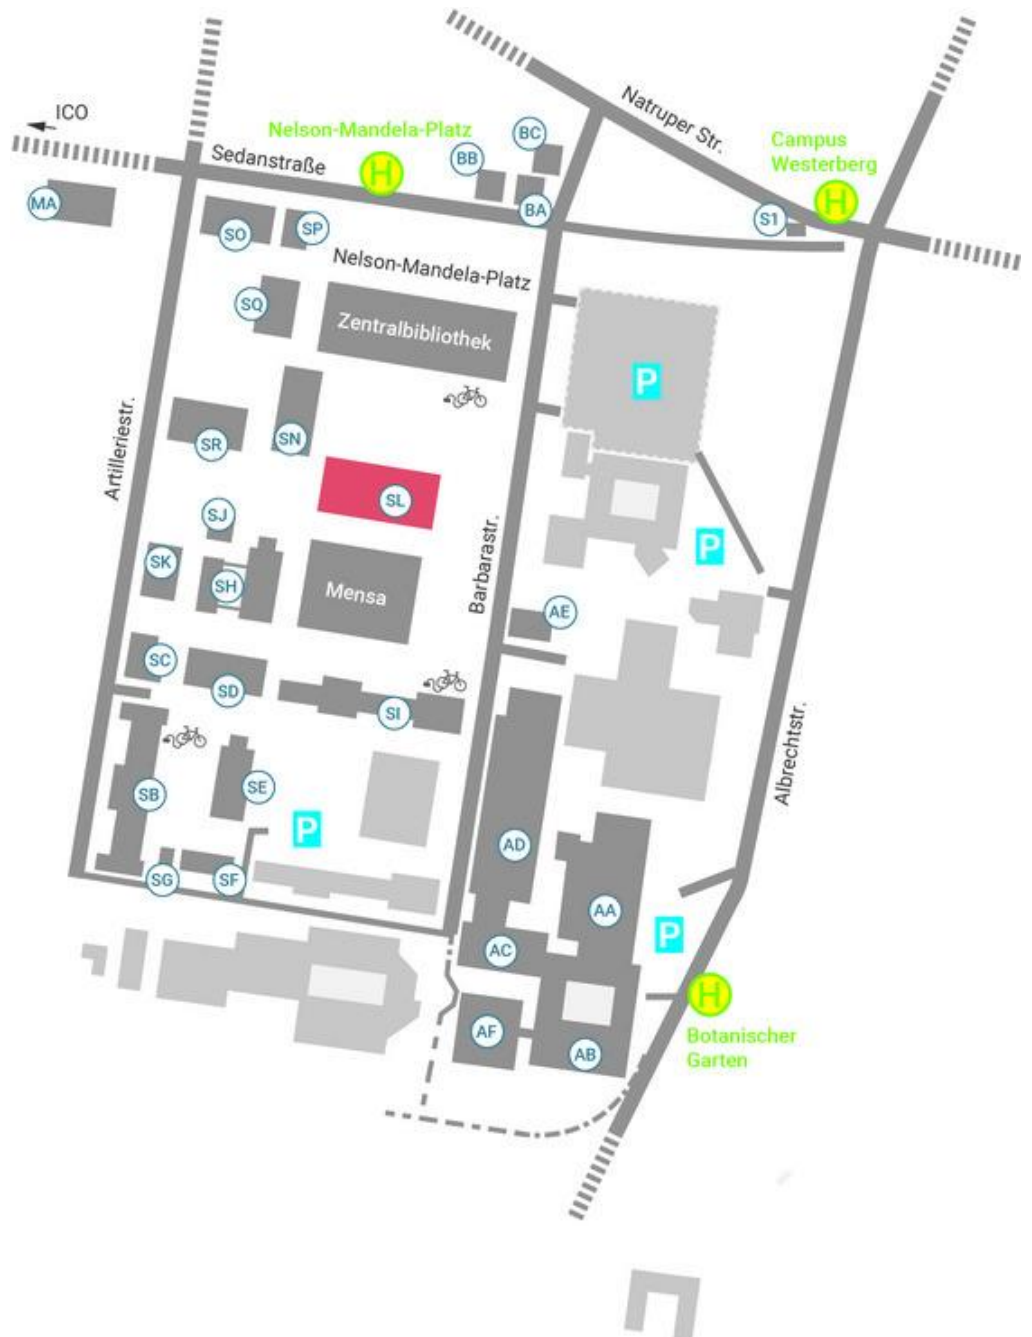 ICO
Natruper Str.
Campus
Westerberg
H
Nelson-Mandela-Platz
H
BC
BB
Sedanstraße
MA
BA
S1
SO
SP
Nelson-Mandela-Platz
SQ
Zentralbibliothek
P
Artilleriestr.
SR
SN
SL
Barbarastr.
SJ
P
SK
SH
Mensa
AE
SC
SD
SI
Albrechtstr.
SB
SE
P
AD
SG
SF
AA
P
AC
H
AF
AB
Botanischer
Garten